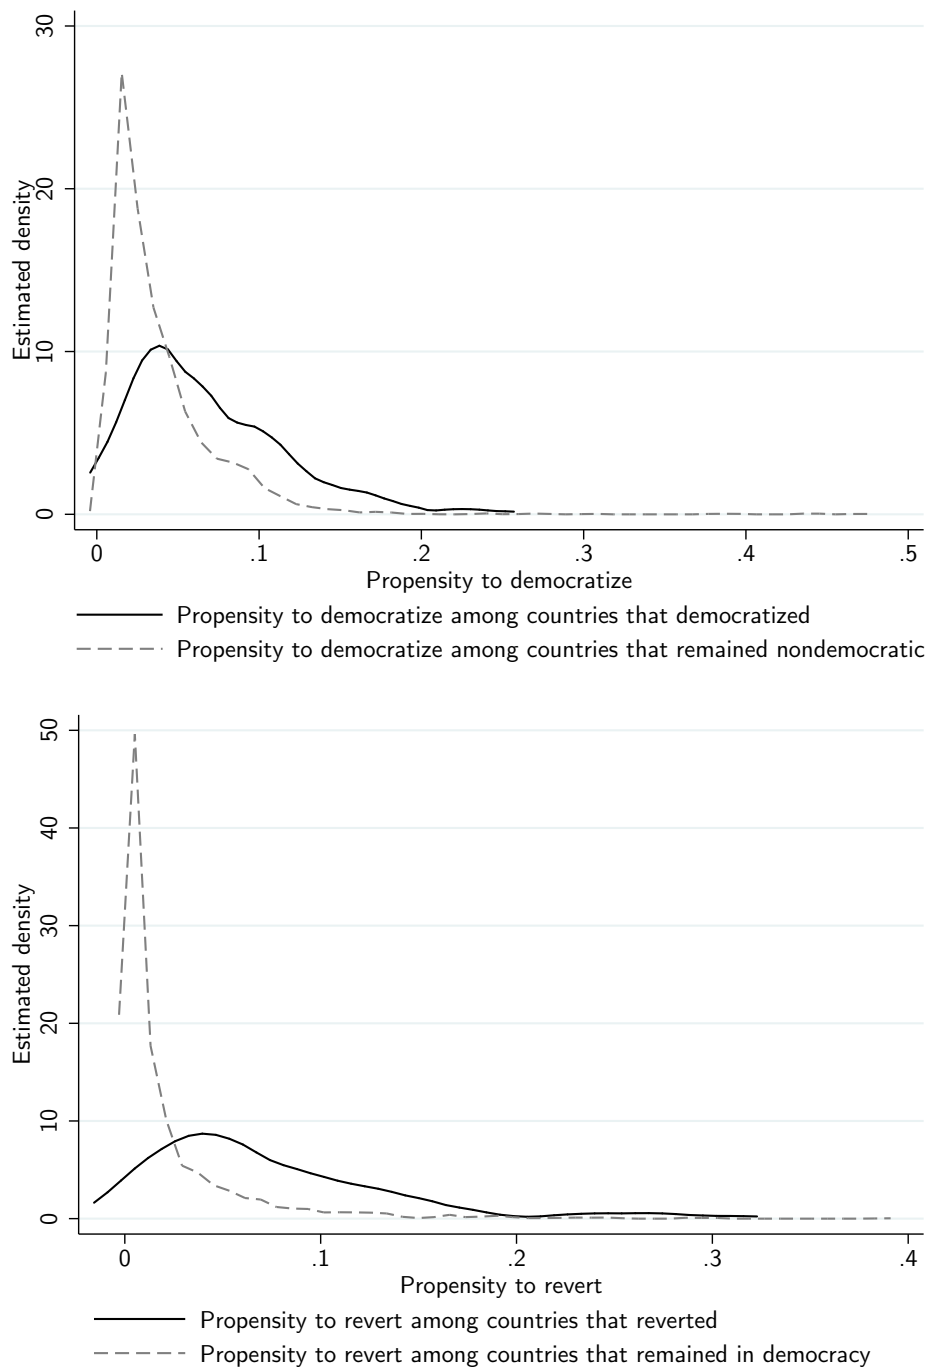 30
20
10
0
Estimated density
0 .1 .2 .3 .4 .5
Propensity to democratize
Propensity to democratize among countries that democratized
Propensity to democratize among countries that remained nondemocratic
50
40
30
20
10
0
Estimated density
0 .1 .2 .3 .4
Propensity to revert
Propensity to revert among countries that reverted
Propensity to revert among countries that remained in democracy